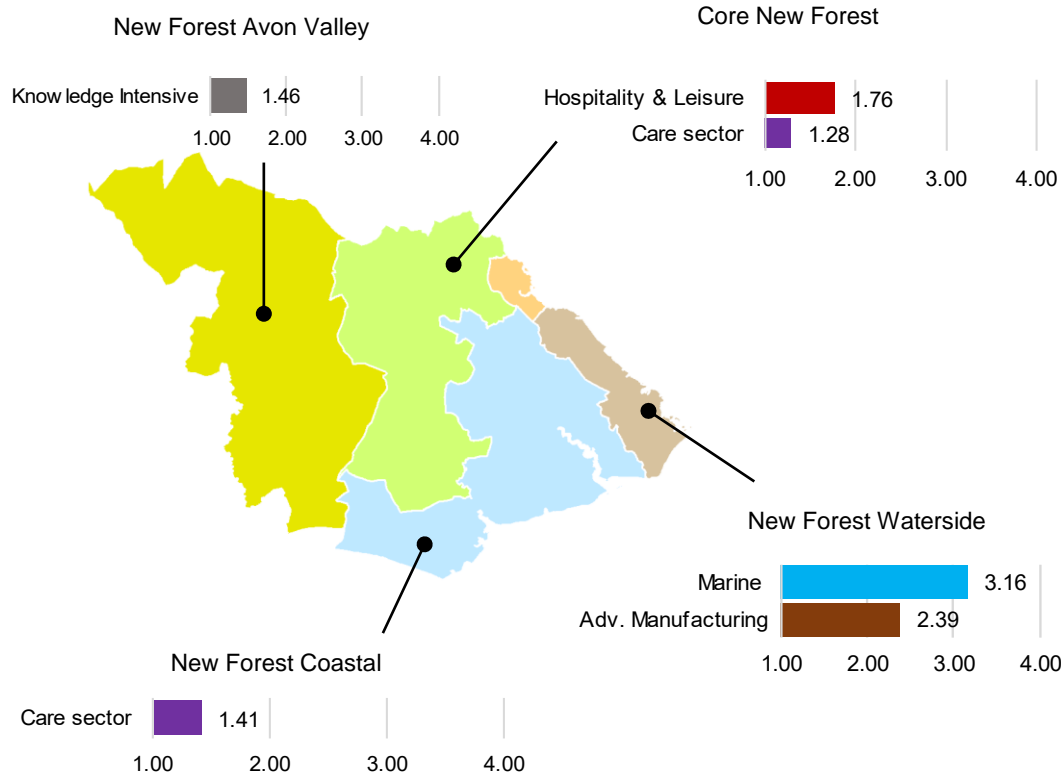 New Forest Avon Valley
Knowledge Intensive 1.46
1.00 2.00 3.00 4.00
Core New Forest
Hospitality & Leisure 1.76
Care sector 1.28
1.00 2.00 3.00 4.00
New Forest Waterside
Marine 3.16
Adv. Manufacturing 2.39
1.00 2.00 3.00 4.00
New Forest Coastal
Care sector 1.41
1.00 2.00 3.00 4.00